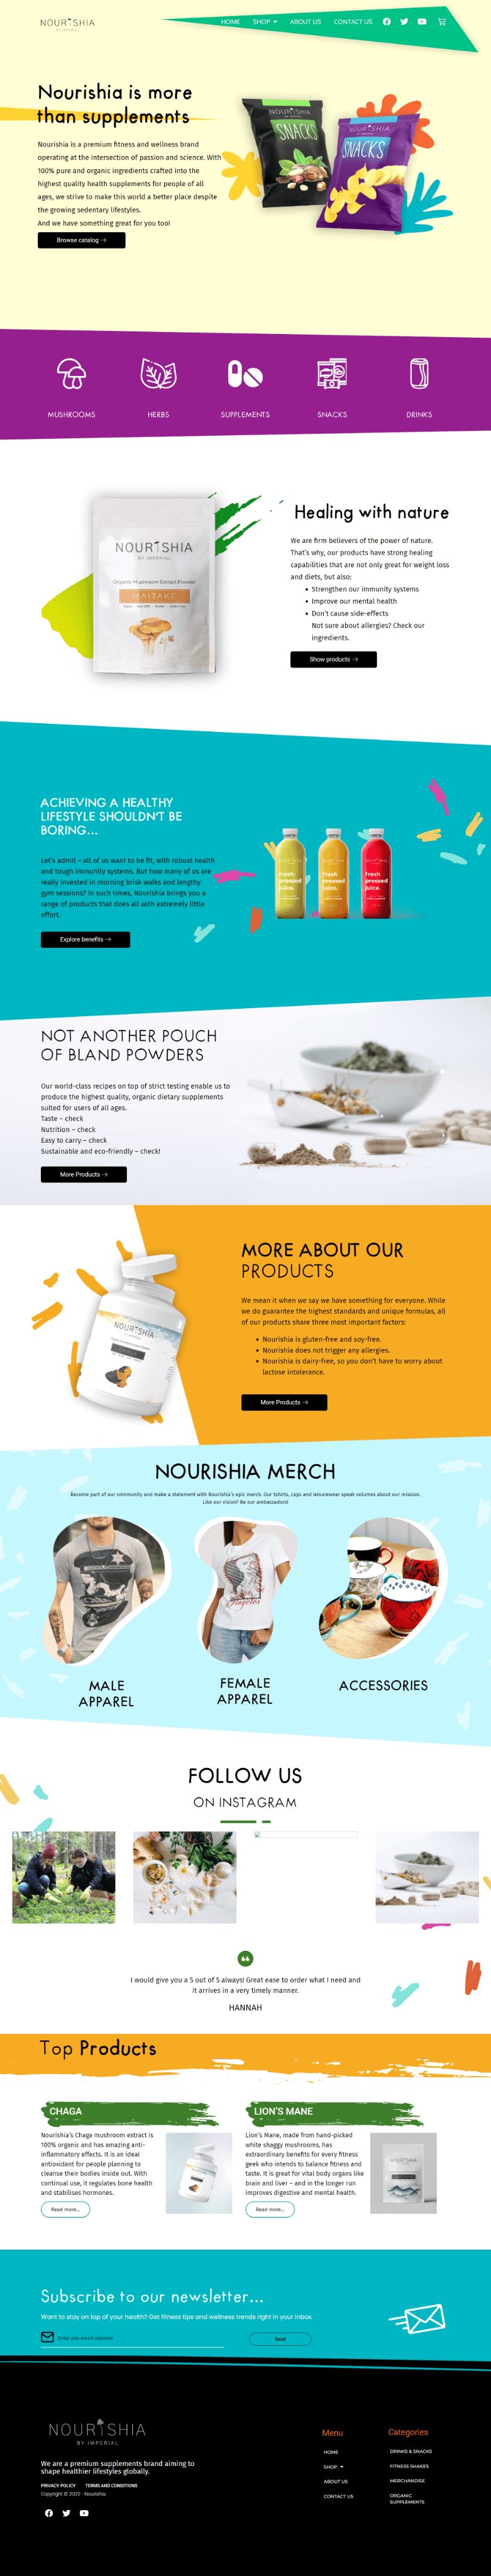 NOURISHIA
BY IMPERIAL
HOME SHOP ABOUT US CONTACT US
Nourishia is more
than supplements
Nourishia is a premium fitness and wellness brand
operating at the intersection of passion and science. With
100% pure and organic ingredients crafted into the
highest quality health supplements for people of all
ages, we strive to make this world a better place despite
the growing sedentary lifestyles.
And we have something great for you too!
Browse catalog →
NOURISHIA
SNACKS
NOURISHIA
SNACKS
MUSHROOMS HERBS SUPPLEMENTS SNACKS DRINKS
NOURISHIA
BY IMPERIAL
Organic Mushroom Extract Powder
MAITAKE
Healing with nature
We are firm believers of the power of nature.
That's why, our products have strong healing
capabilities that are not only great for weight loss
and diets, but also:
• Strengthen our immunity systems
• Improve our mental health
• Don't cause side-effects
Not sure about allergies? Check our
ingredients.
Show products →
ACHIEVING A HEALTHY
LIFESTYLE SHOULDN'T BE
BORING...
Let's admit – all of us want to be fit, with robust health
and tough immunity systems. But how many of us are
really invested in morning brisk walks and lengthy
gym sessions? In such times, Nourishia brings you a
range of products that does all with extremely little
effort.
Explore benefits →
fresh
pressed
juice.
fresh
pressed
juice.
fresh
pressed
juice.
NOT ANOTHER POUCH
OF BLAND POWDERS
Our world-class recipes on top of strict testing enable us to
produce the highest quality, organic dietary supplements
suited for users of all ages.
Taste – check
Nutrition – check
Easy to carry – check
Sustainable and eco-friendly – check!
More Products →
NOURISHIA
MORE ABOUT OUR
PRODUCTS
We mean it when we say we have something for everyone. While
we do guarantee the highest standards and unique formulas, all
of our products share three most important factors:
• Nourishia is gluten-free and soy-free.
• Nourishia does not trigger any allergies.
• Nourishia is dairy-free, so you don't have to worry about
lactose intolerance.
More Products →
NOURISHIA MERCH
Become part of our community and make a statement with Nourishia's epic merch. Our tshirts, caps and leisurewear speak volumes about our mission.
Like our vision? Be our ambassadors!
MALE
APPAREL
FEMALE
APPAREL
ACCESSORIES
FOLLOW US
ON INSTAGRAM
I would give you a 5 out of 5 always! Great ease to order what I need and
it arrives in a very timely manner.
HANNAH
Top Products
CHAGA
Nourishia's Chaga mushroom extract is
100% organic and has amazing anti-
inflammatory effects. It is an ideal
antioxidant for people planning to
cleanse their bodies inside out. With
continual use, it regulates bone health
and stabilises hormones.
Read more...
LION'S MANE
Lion's Mane, made from hand-picked
white shaggy mushrooms, has
extraordinary benefits for every fitness
geek who intends to balance fitness and
taste. It is great for vital body organs like
brain and liver – and in the longer run
improves digestive and mental health.
Read more...
Subscribe to our newsletter...
Want to stay on top of your health? Get fitness tips and wellness trends right in your inbox.
Enter you email address
Send
NOURISHIA
BY IMPERIAL
We are a premium supplements brand aiming to
shape healthier lifestyles globally.
PRIVACY POLICY TERMS AND CONDITIONS
Copyright © 2022 - Nourishia
Menu
HOME
SHOP
ABOUT US
CONTACT US
Categories
DRINKS & SNACKS
FITNESS SHAKES
MERCHANDISE
ORGANIC
SUPPLEMENTS